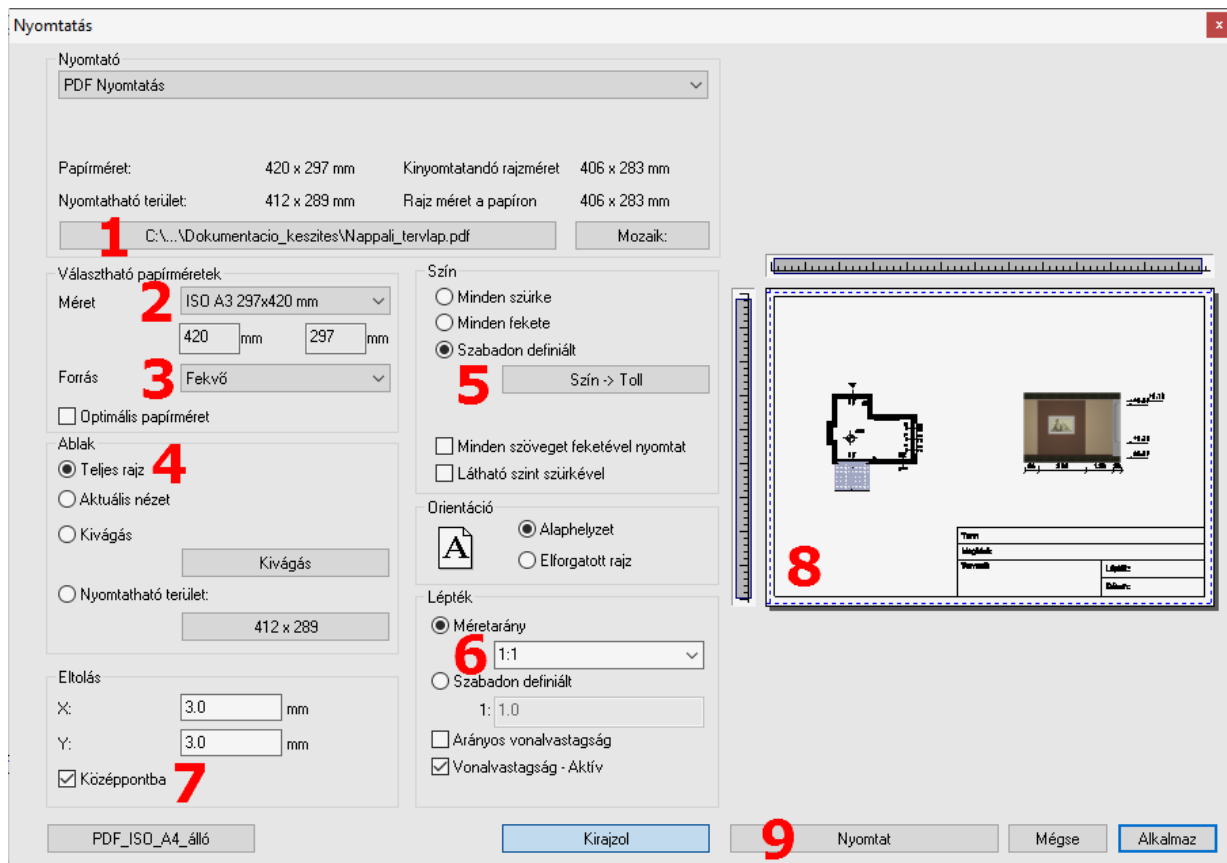 Nyomtatás
x
Nyomtató
PDF Nyomtatás
Papírméret: 420 x 297 mm Kinyomtatandó rajzméret 406 x 283 mm
Nyomtatható terület: 412 x 289 mm Rajz méret a papíron 406 x 283 mm
1 C:\...\Dokumentacio_keszites\Nappali_tervlap.pdf Mozaik:
Választható papírméretek
Méret 2 ISO A3 297x420 mm
420 mm 297 mm
Forrás 3 Fekvő
Optimális papírméret
Ablak
Teljes rajz 4
Aktuális nézet
Kivágás
Kivágás
Nyomtatható terület:
412 x 289
Eltolás
X: 3.0 mm
Y: 3.0 mm
Középpontba 7
Szín
Minden szürke
Minden fekete
Szabadon definiált
5 Szín -> Toll
Minden szöveget feketével nyomtat
Látható szint szürkével
Orientáció
A
Alaphelyzet
Elforgatott rajz
Lépték
Méretarány
6 1:1
Szabadon definiált
1: 1.0
Arányos vonalvastagság
Vonalvastagság - Aktív
8
Lépték:
Dátum:
PDF_ISO_A4_álló Kirajzol 9 Nyomtat Mégse Alkalmaz